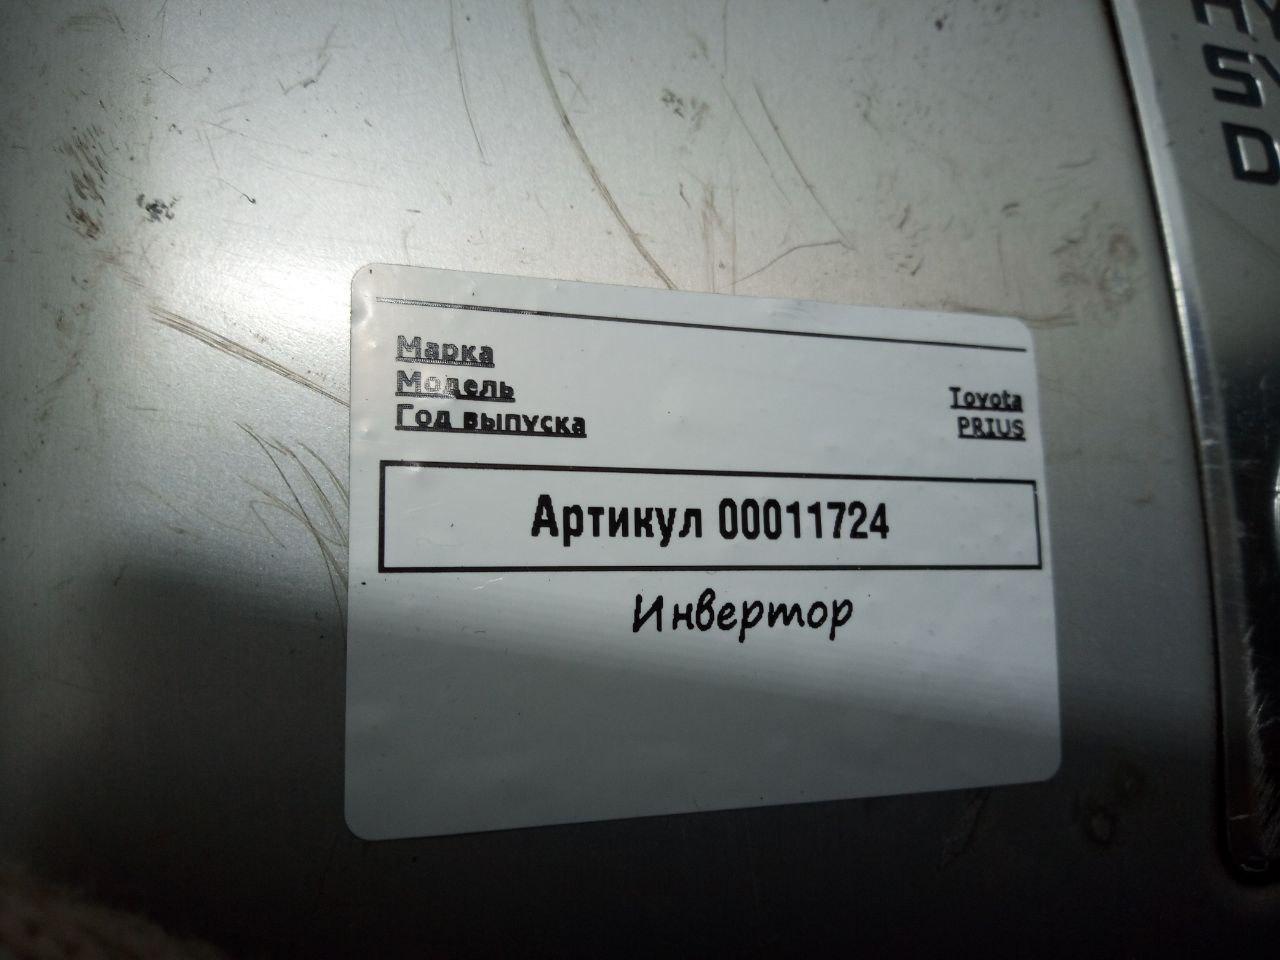 Марка
Модель
Год выпуска
Toyota
PRIUS
Артикул 00011724
Инвертор